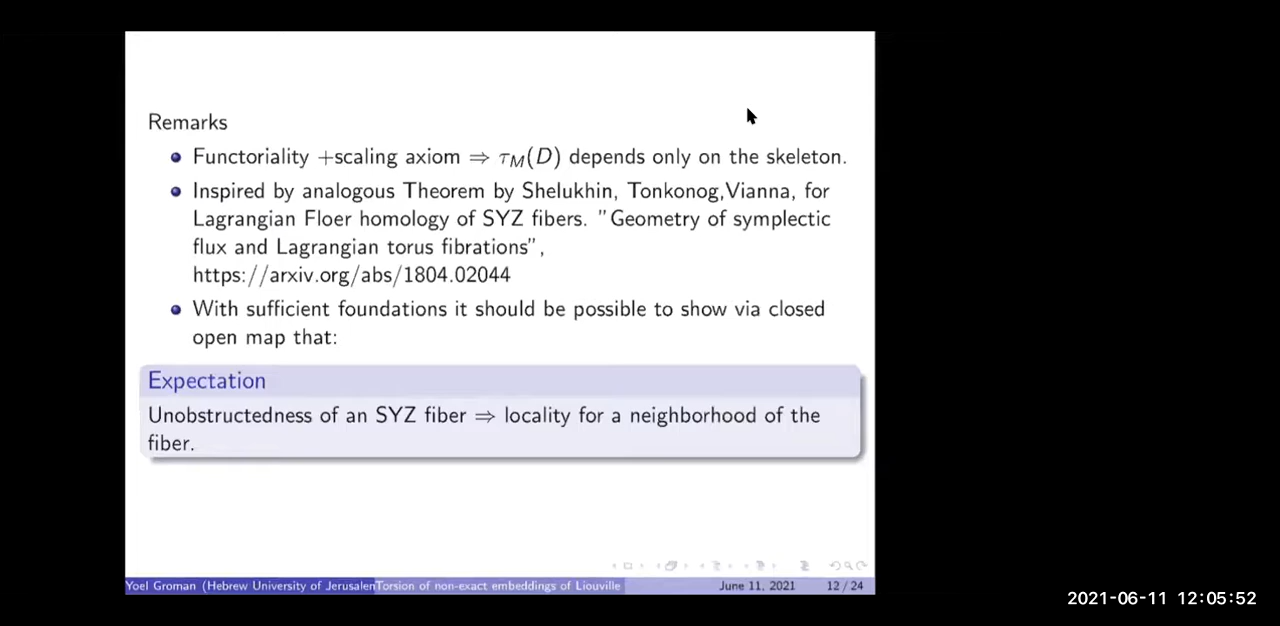 Remarks
Functoriality +scaling axiom ⇒ τM(D) depends only on the skeleton.
Inspired by analogous Theorem by Shelukhin, Tonkonog,Vianna, for
Lagrangian Floer homology of SYZ fibers. "Geometry of symplectic
flux and Lagrangian torus fibrations",
https://arxiv.org/abs/1804.02044
With sufficient foundations it should be possible to show via closed
open map that:
Expectation
Unobstructedness of an SYZ fiber ⇒ locality for a neighborhood of the
fiber.
Yoel Groman (Hebrew University of Jerusalem Torsion of non-exact embeddings of Liouville June 11, 2021 12 / 24
2021-06-11 12:05:52